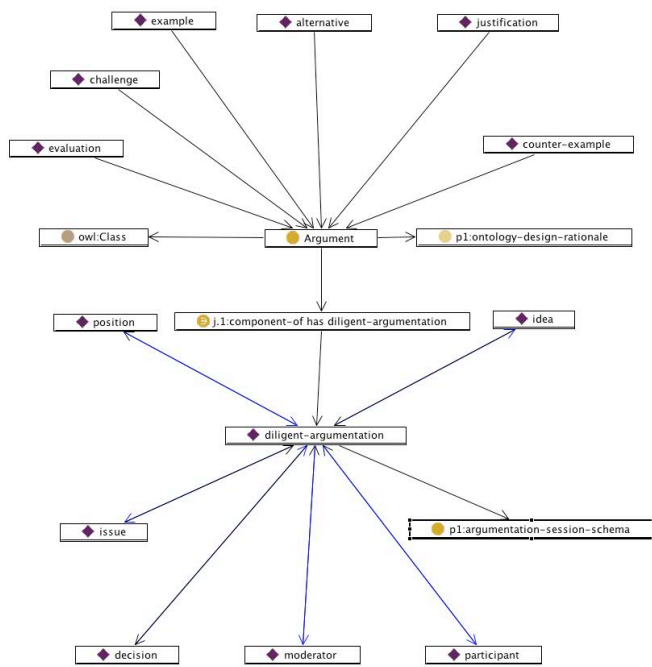 example
alternative
justification
challenge
evaluation
counter-example
owl:Class
Argument
p1:ontology-design-rationale
position
j.1:component-of has diligent-argumentation
idea
diligent-argumentation
issue
p1:argumentation-session-schema
decision
moderator
participant